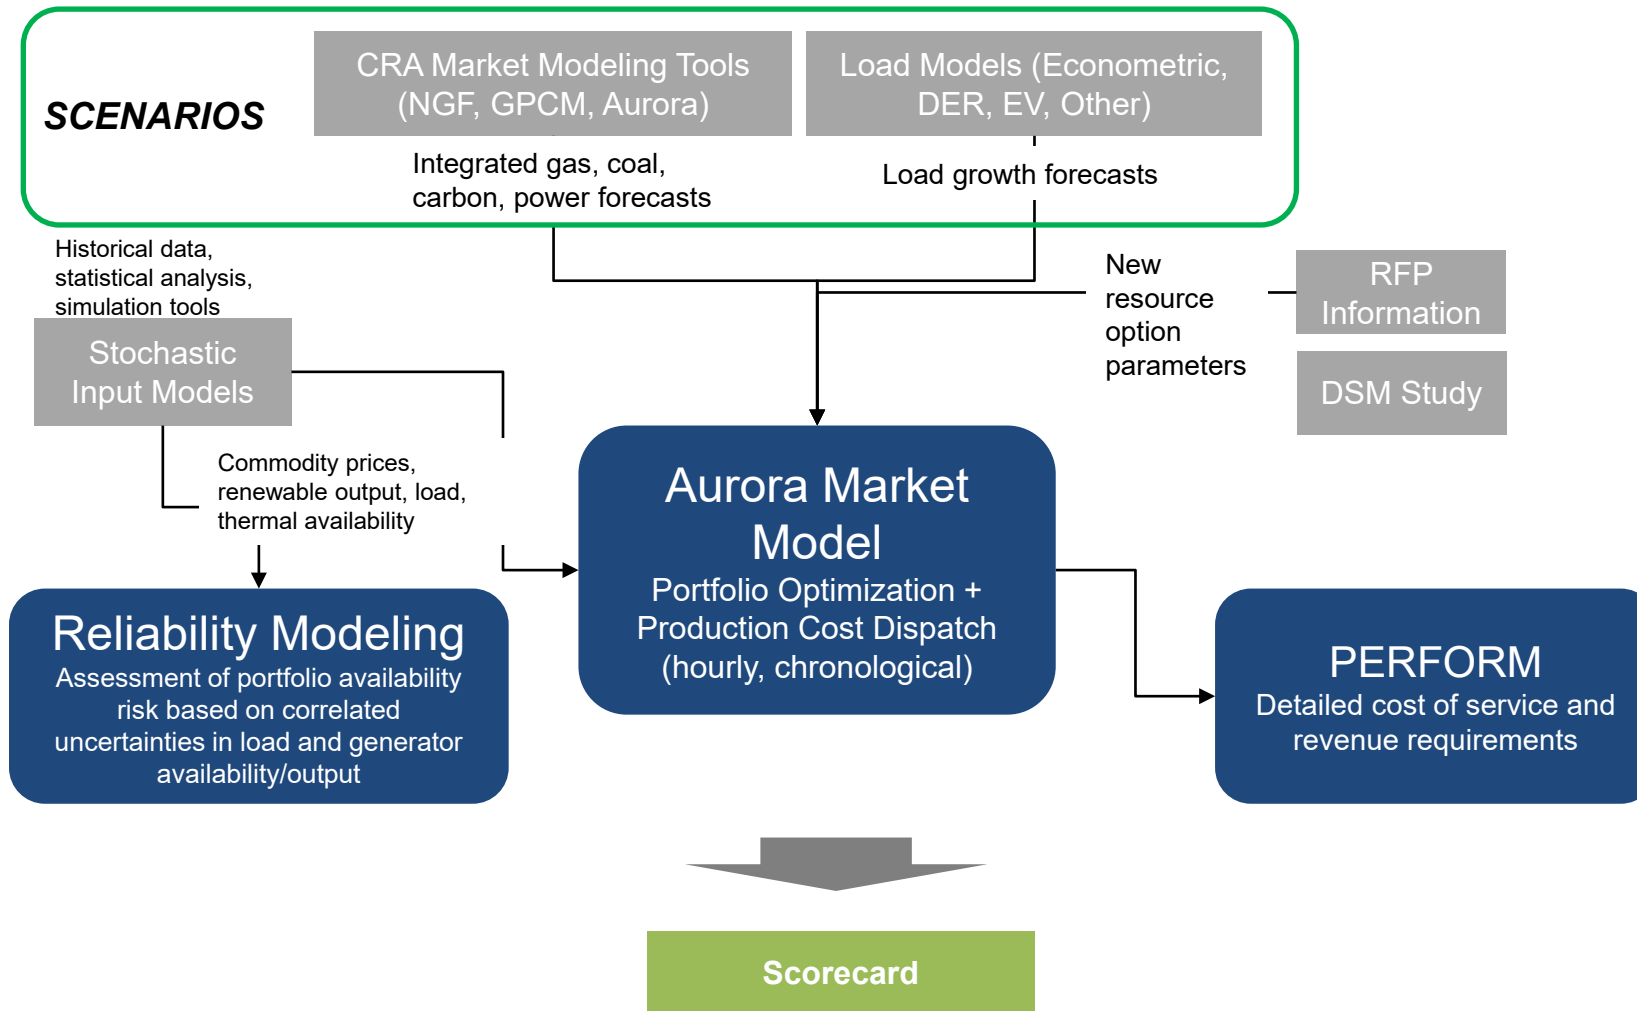 SCENARIOS
CRA Market Modeling Tools
(NGF, GPCM, Aurora)
Load Models (Econometric,
DER, EV, Other)
Integrated gas, coal,
carbon, power forecasts
Load growth forecasts
Historical data,
statistical analysis,
simulation tools
Stochastic
Input Models
New
resource
option
parameters
RFP
Information
DSM Study
Commodity prices,
renewable output, load,
thermal availability
Aurora Market
Model
Portfolio Optimization +
Production Cost Dispatch
(hourly, chronological)
Reliability Modeling
Assessment of portfolio availability
risk based on correlated
uncertainties in load and generator
availability/output
PERFORM
Detailed cost of service and
revenue requirements
Scorecard